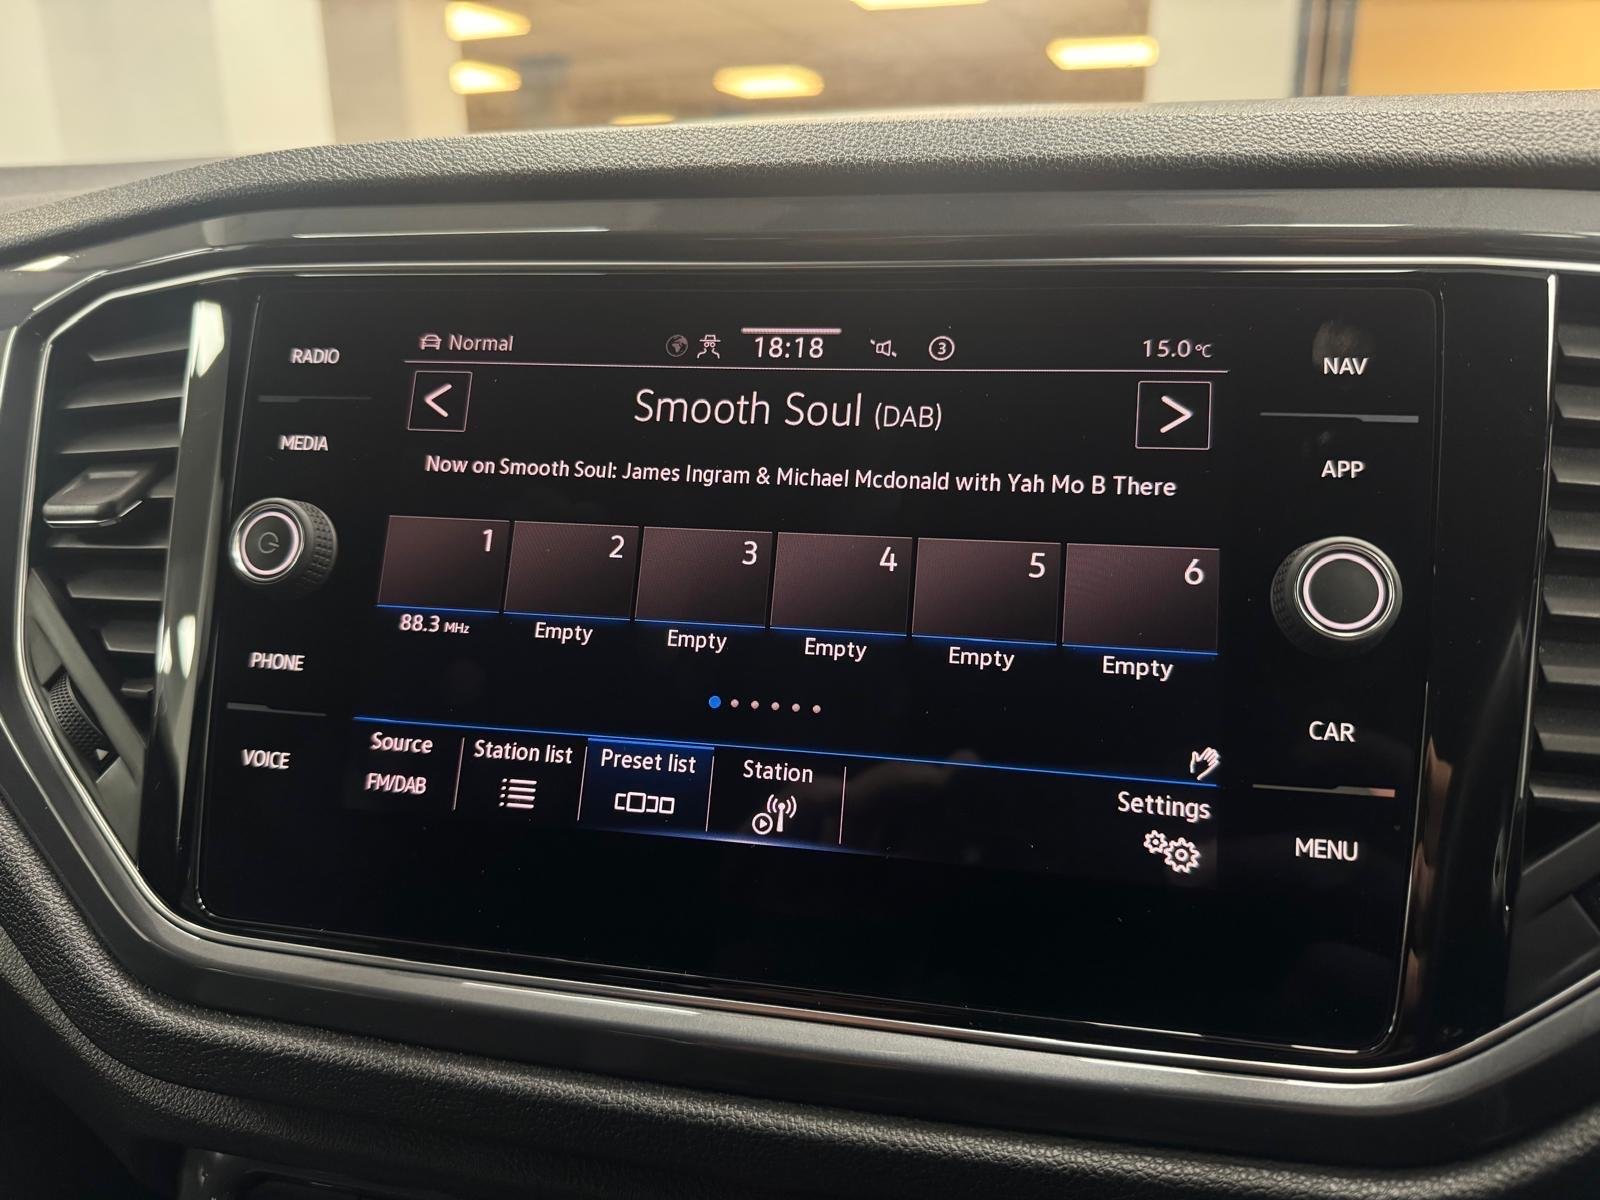 RADIO
MEDIA
PHONE
VOICE
Normal
18:18
3
15.0°C
<
Smooth Soul (DAB)
>
Now on Smooth Soul: James Ingram & Michael Mcdonald with Yah Mo B There
1
2
3
4
5
6
88.3 MHz
Empty
Empty
Empty
Empty
Empty
Source
FM/DAB
Station list
Preset list
Station
Settings
NAV
APP
CAR
MENU